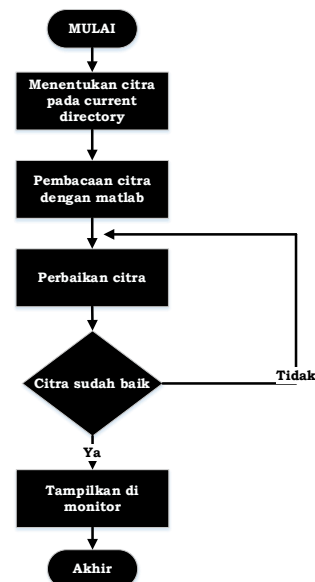 MULAI
Menentukan citra
pada current
directory
Pembacaan citra
dengan matlab
Perbaikan citra
Citra sudah baik
Tidak
Ya
Tampilkan di
monitor
Akhir